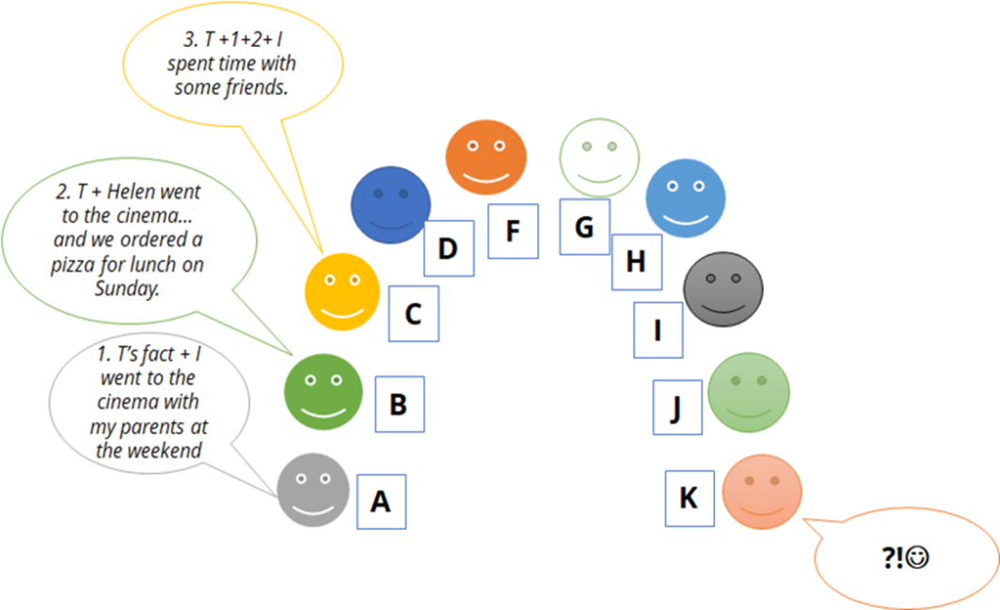 3. T +1+2+ I
spent time with
some friends.
2. T + Helen went
to the cinema...
and we ordered a
pizza for lunch on
Sunday.
1. T's fact + I
went to the
cinema with
my parents at
the weekend
A
B
C
D
F
G
H
I
J
K
?!☺